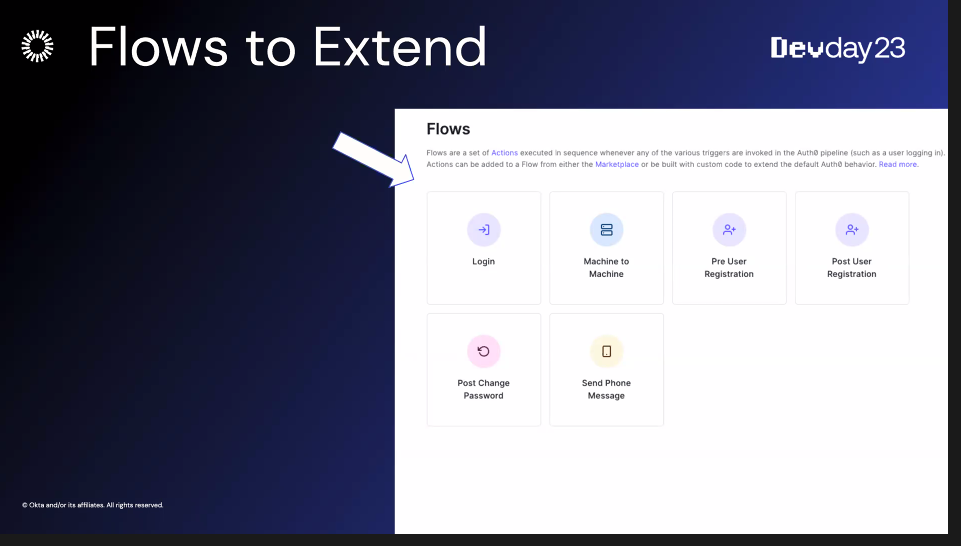 Flows to Extend
Devday23
Flows
Flows are a set of Actions executed in sequence whenever any of the various triggers are invoked in the Auth0 pipeline (such as a user logging in).
Actions can be added to a Flow from either the Marketplace or be built with custom code to extend the default Auth0 behavior. Read more.
Login
Machine to
Machine
Pre User
Registration
Post User
Registration
Post Change
Password
Send Phone
Message
© Okta and/or its affiliates. All rights reserved.